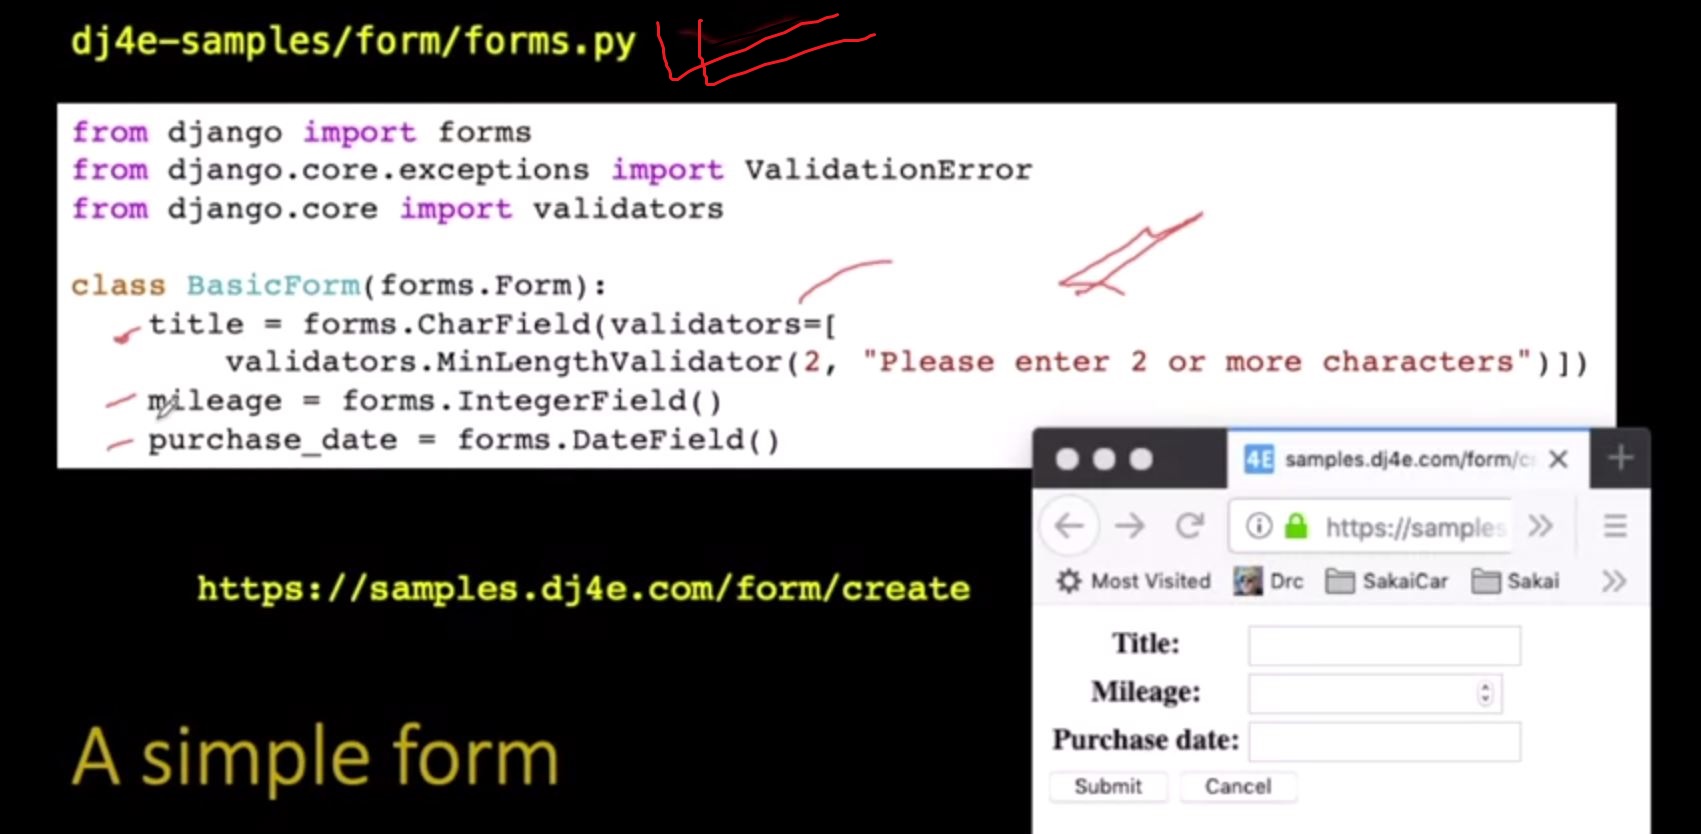 dj4e-samples/form/forms.py
from django import forms
from django.core.exceptions import ValidationError
from django.core import validators
class BasicForm(forms.Form):
title = forms.CharField(validators=[
validators.MinLengthValidator(2, "Please enter 2 or more characters")])
mileage = forms.IntegerField()
purchase_date = forms.DateField()
https://samples.dj4e.com/form/create
A simple form
4E samples.dj4e.com/form/c
https://samples
Most Visited Drc SakaiCar Sakai
Title:
Mileage:
Purchase date:
Submit Cancel